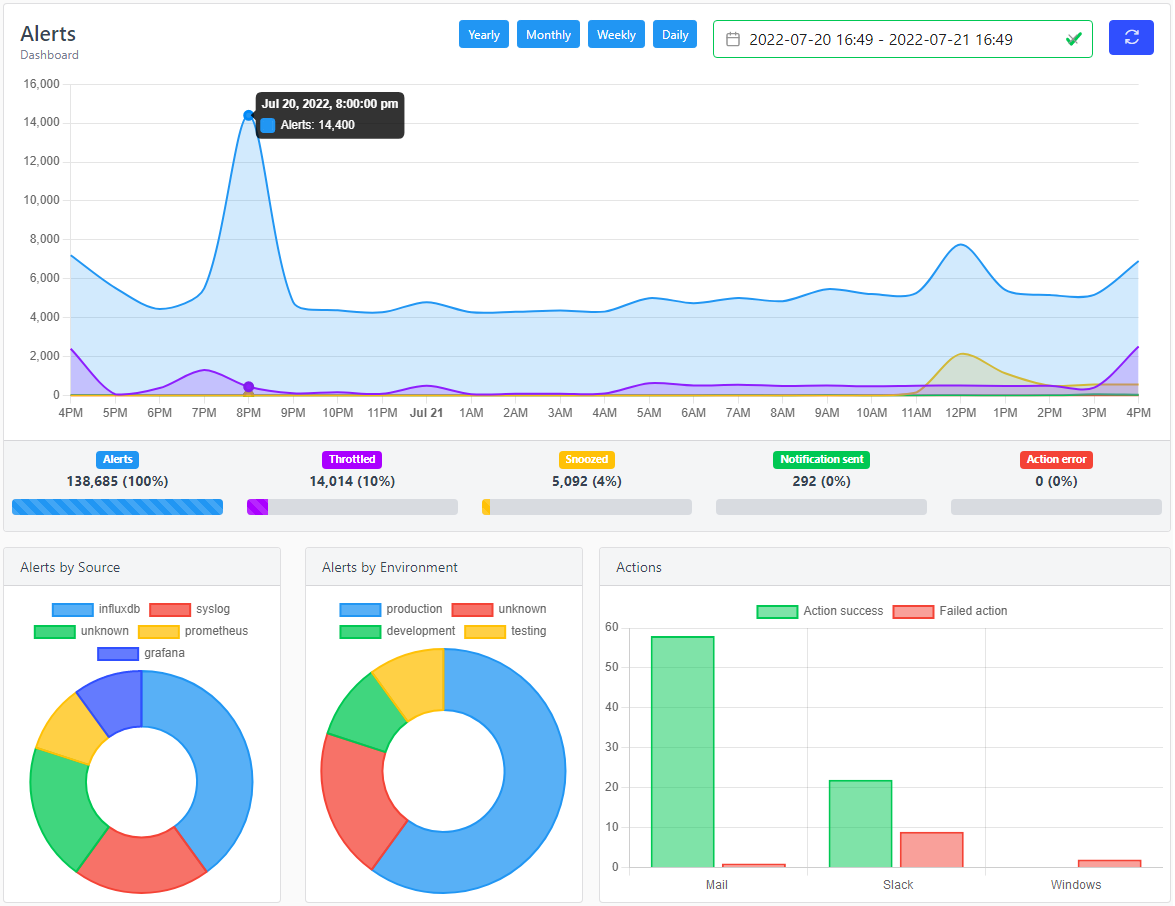 Alerts
Dashboard
Yearly Monthly Weekly Daily 2022-07-20 16:49 - 2022-07-21 16:49
16,000
14,000
12,000
10,000
8,000
6,000
4,000
2,000
0
Jul 20, 2022, 8:00:00 pm
Alerts: 14,400
4PM 5PM 6PM 7PM 8PM 9PM 10PM 11PM Jul 21 1AM 2AM 3AM 4AM 5AM 6AM 7AM 8AM 9AM 10AM 11AM 12PM 1PM 2PM 3PM 4PM
Alerts Throttled Snoozed Notification sent Action error
138,685 (100%) 14,014 (10%) 5,092 (4%) 292 (0%) 0 (0%)
Alerts by Source
influxdb syslog
unknown prometheus
grafana
Alerts by Environment
production unknown
development testing
Actions
Action success Failed action
60
50
40
30
20
10
0
Mail Slack Windows